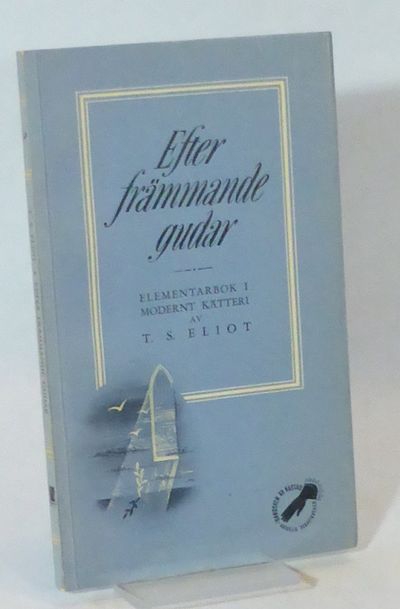 Efter
främmande
gudar
ELEMENTARBOK I
MODERNT KÄTTERI
AV
T. S. ELIOT